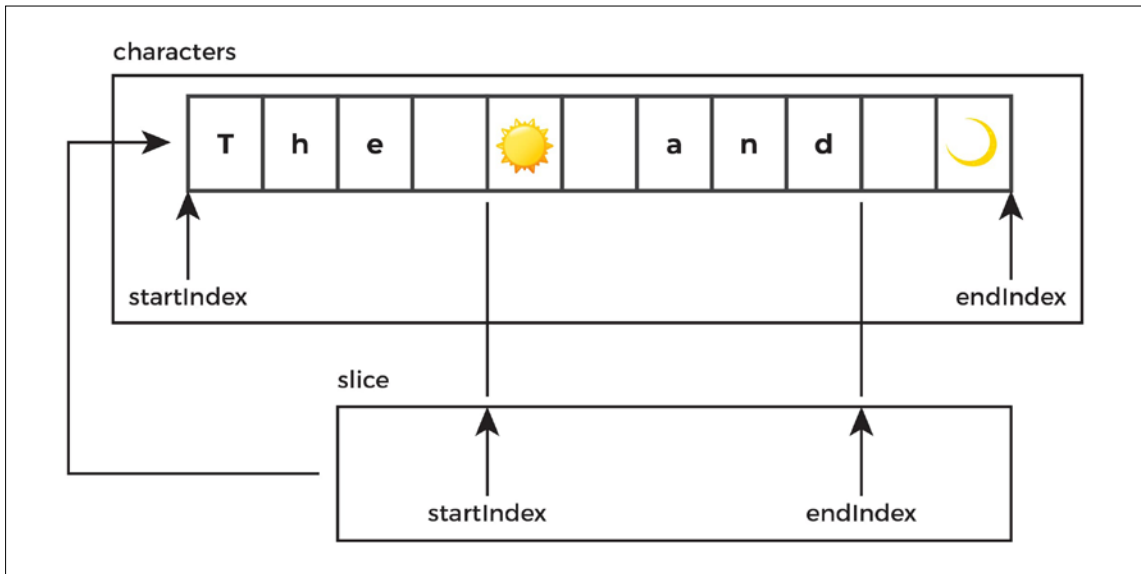 characters
T h e ☀️ a n d 🌙
startIndex endIndex
slice
startIndex endIndex